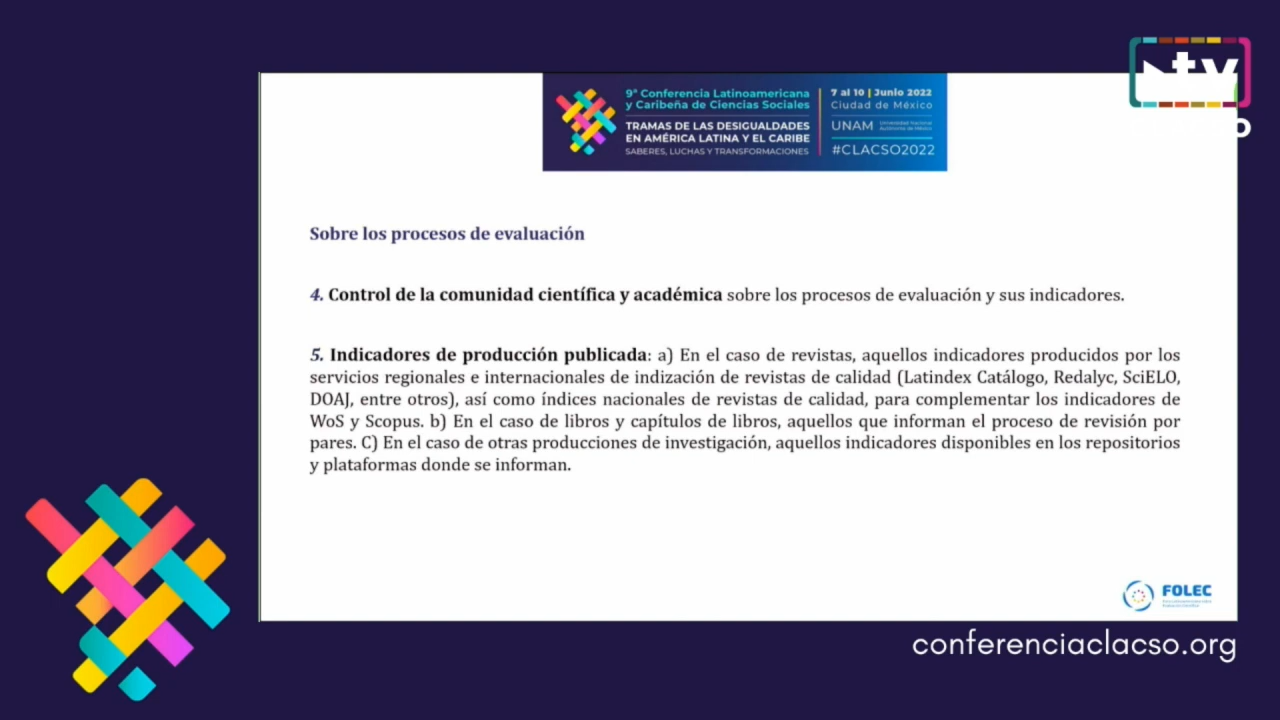 tv
9ª Conferencia Latinoamericana
y Caribeña de Ciencias Sociales
TRAMAS DE LAS DESIGUALDADES
EN AMÉRICA LATINA Y EL CARIBE
SABERES, LUCHAS Y TRANSFORMACIONES
7 al 10 | Junio 2022
Ciudad de México
UNAM Universidad Nacional
Autónoma de México
#CLACSO2022
Sobre los procesos de evaluación
4. Control de la comunidad científica y académica sobre los procesos de evaluación y sus indicadores.
5. Indicadores de producción publicada: a) En el caso de revistas, aquellos indicadores producidos por los
servicios regionales e internacionales de indización de revistas de calidad (Latindex Catálogo, Redalyc, SciELO,
DOAJ, entre otros), así como índices nacionales de revistas de calidad, para complementar los indicadores de
WoS y Scopus. b) En el caso de libros y capítulos de libros, aquellos que informan el proceso de revisión por
pares. C) En el caso de otras producciones de investigación, aquellos indicadores disponibles en los repositorios
y plataformas donde se informan.
FOLEC
conferenciaclacso.org